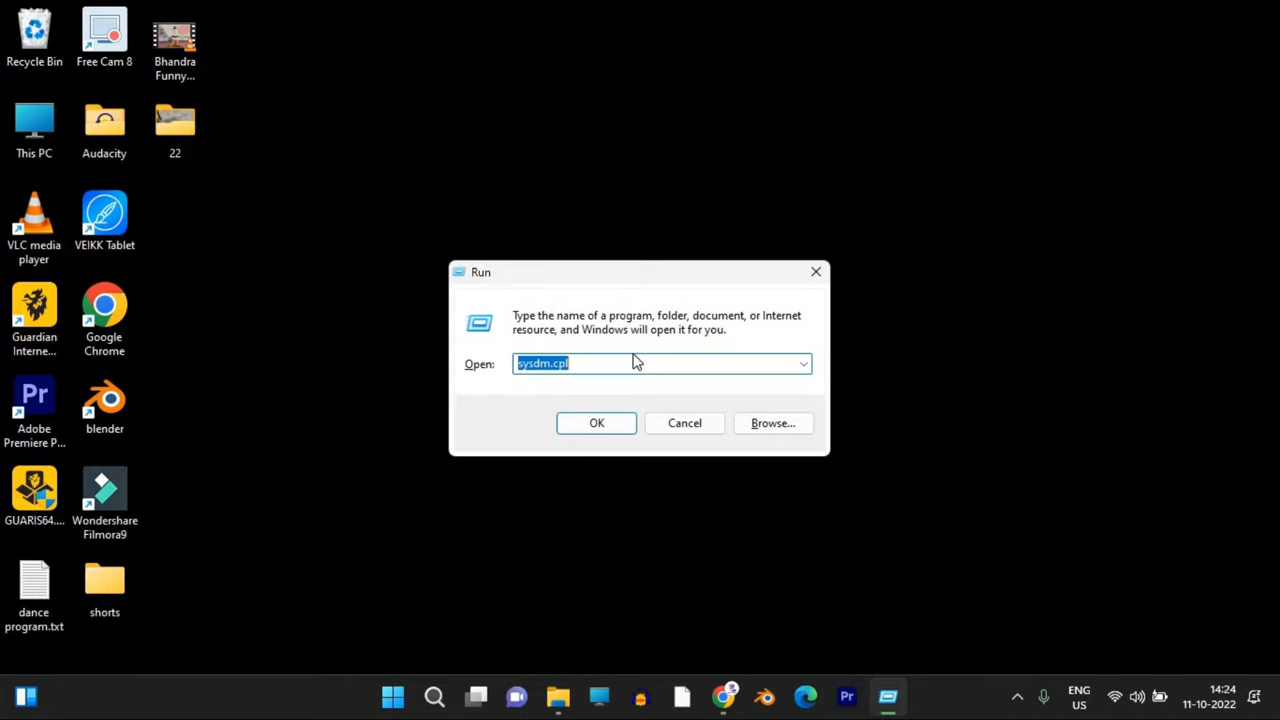 Recycle Bin
Free Cam 8
Bhandra
Funny...
This PC
Audacity
22
VLC media
player
VEIKK Tablet
Guardian
Interne...
Google
Chrome
Adobe
Premiere P...
blender
GUARIS64....
Wondershare
Filmora9
dance
program.txt
shorts
Run
Type the name of a program, folder, document, or Internet
resource, and Windows will open it for you.
Open: sysdm.cpl
OK Cancel Browse...
Pr
Pr
ENG
US
14:24
11-10-2022